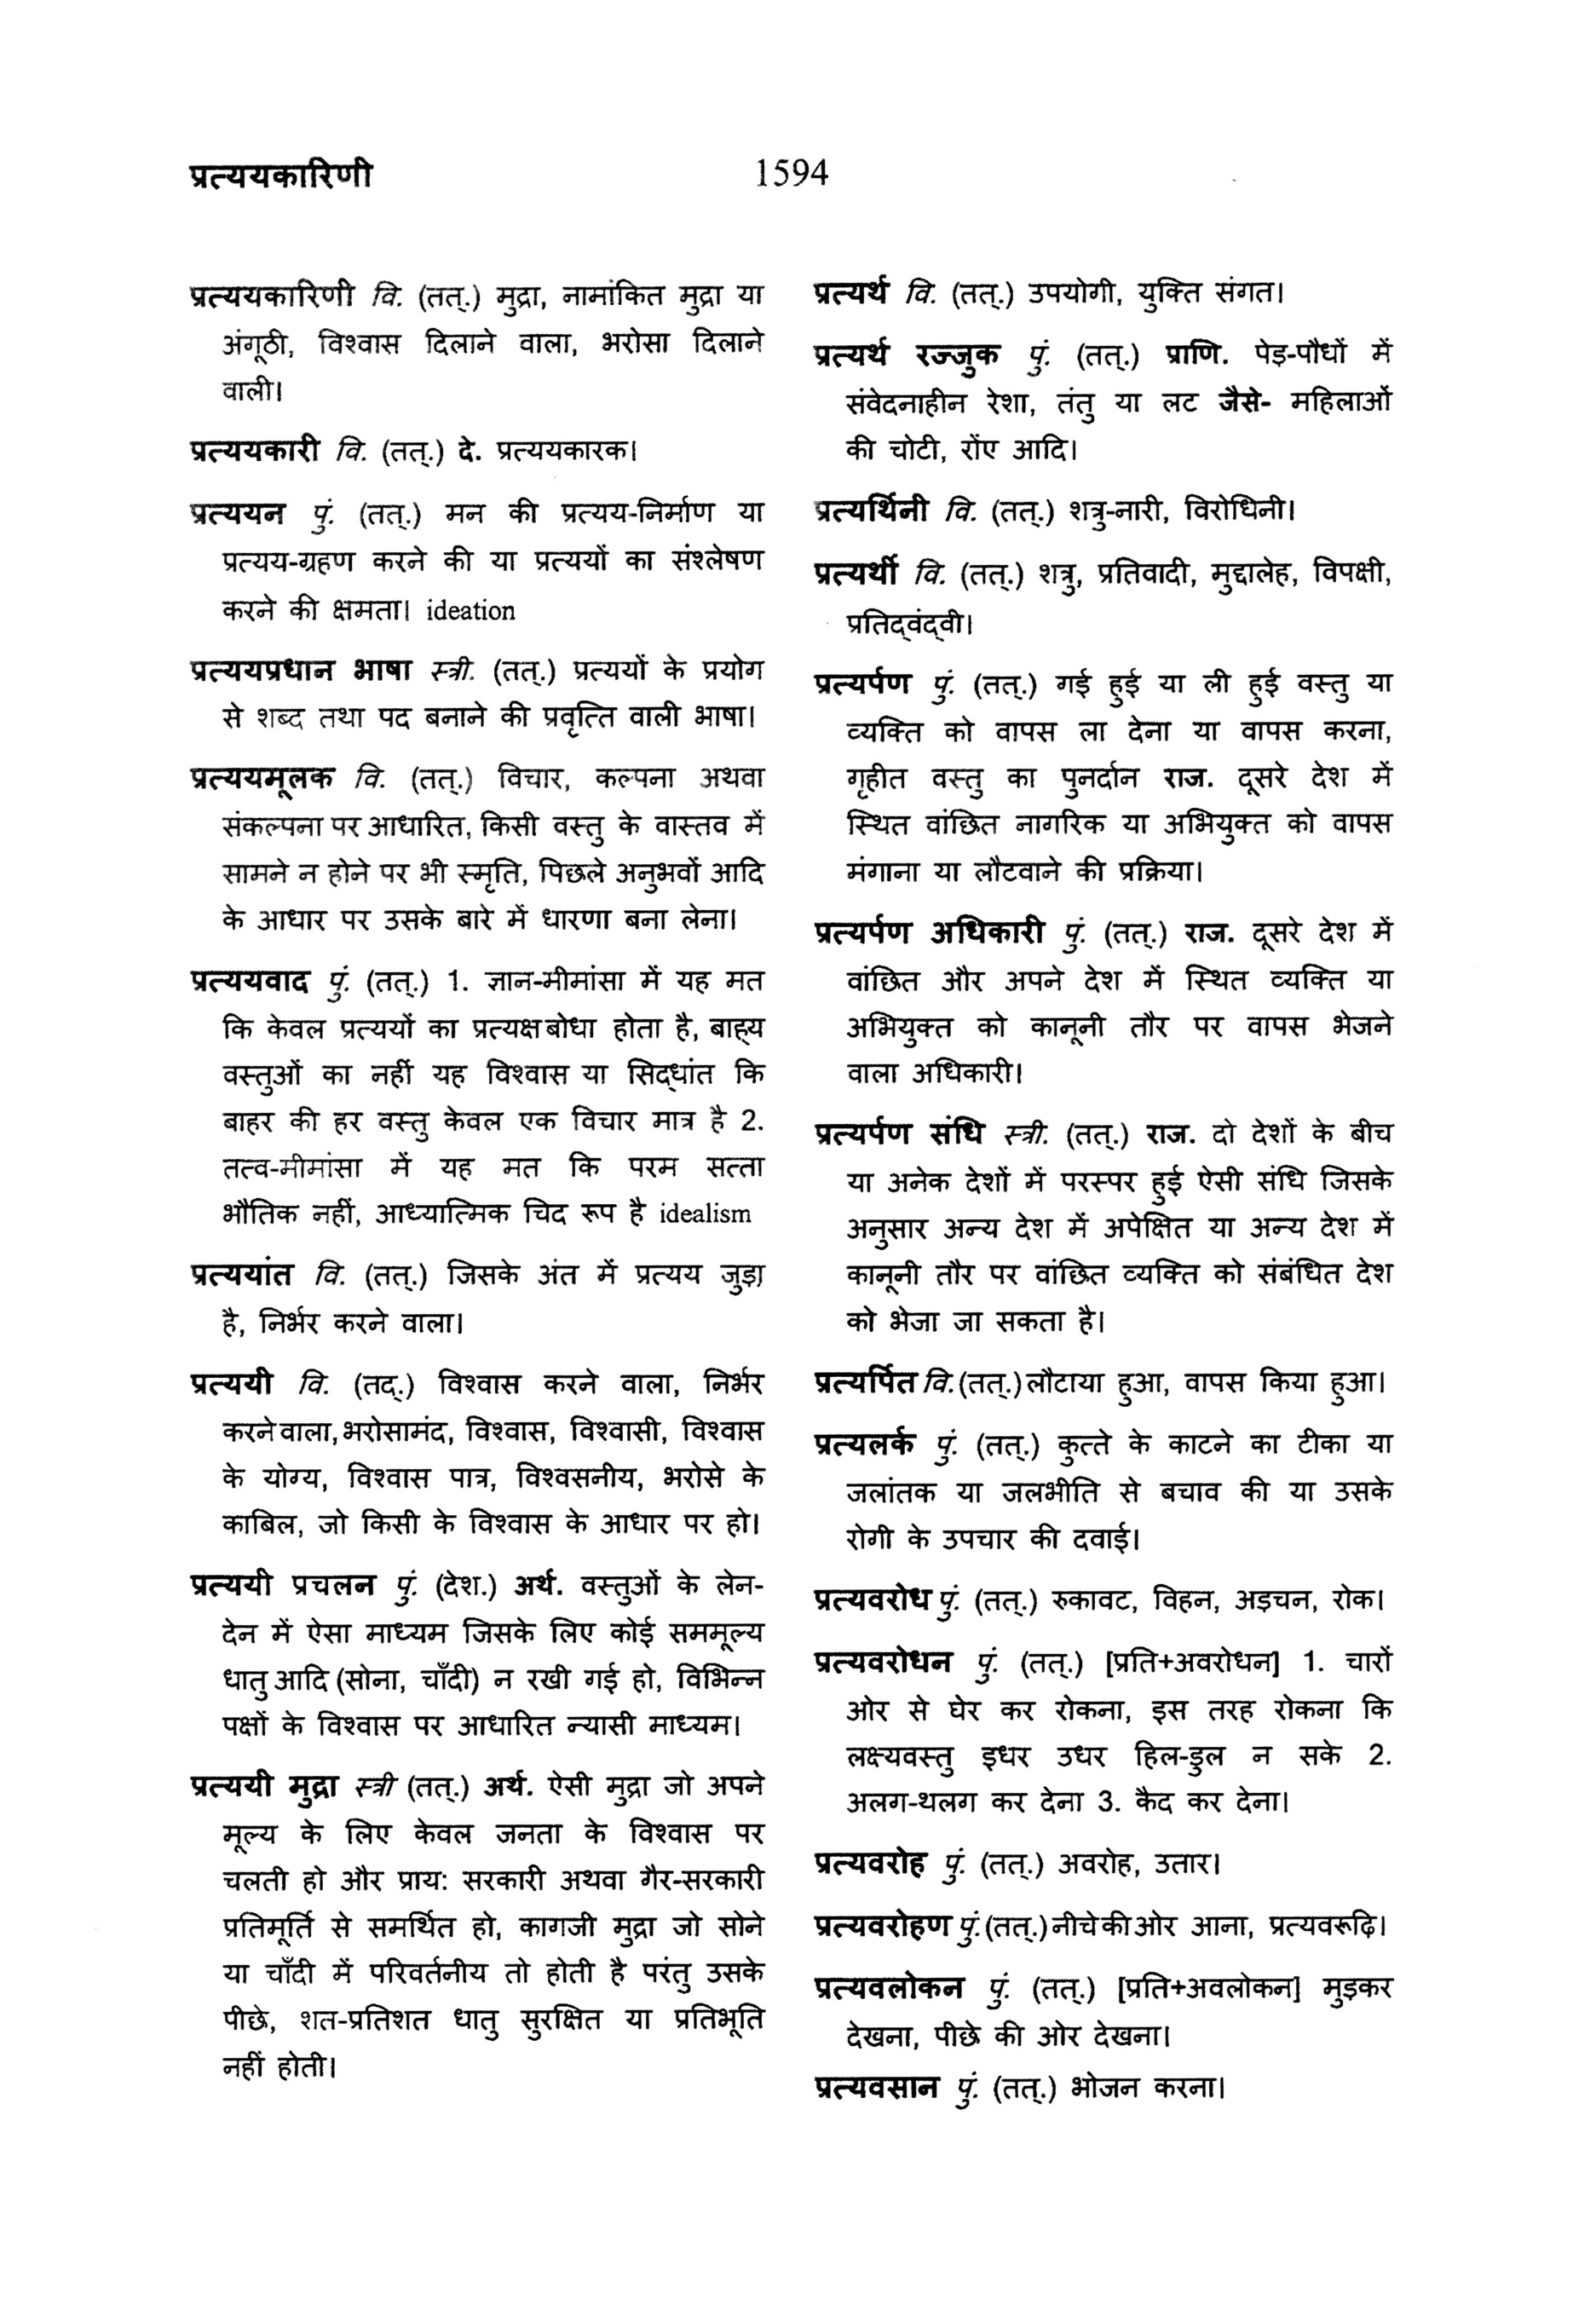 प्रत्ययकारिणी
1594
प्रत्ययकारिणी वि. (तत्.) मुद्रा, नामांकित मुद्रा या
अंगूठी, विश्वास दिलाने वाला, भरोसा दिलाने
वाली।
प्रत्ययकारी वि. (तत्.) दे. प्रत्ययकारक।
प्रत्ययन पुं. (तत्.) मन की प्रत्यय-निर्माण या
प्रत्यय-ग्रहण करने की या प्रत्ययों का संश्लेषण
करने की क्षमता। ideation
प्रत्ययप्रधान भाषा स्त्री. (तत्.) प्रत्ययों के प्रयोग
से शब्द तथा पद बनाने की प्रवृत्ति वाली भाषा।
प्रत्ययमूलक वि. (तत्.) विचार, कल्पना अथवा
संकल्पना पर आधारित, किसी वस्तु के वास्तव में
सामने न होने पर भी स्मृति, पिछले अनुभवों आदि
के आधार पर उसके बारे में धारणा बना लेना।
प्रत्ययवाद पुं. (तत्.) 1. ज्ञान-मीमांसा में यह मत
कि केवल प्रत्ययों का प्रत्यक्ष बोधा होता है, बाह्य
वस्तुओं का नहीं यह विश्वास या सिद्धांत कि
बाहर की हर वस्तु केवल एक विचार मात्र है 2.
तत्व-मीमांसा में यह मत कि परम सत्ता
भौतिक नहीं, आध्यात्मिक चिद रूप है idealism
प्रत्ययांत वि. (तत्.) जिसके अंत में प्रत्यय जुड़ा
है, निर्भर करने वाला।
प्रत्ययी वि. (तद्.) विश्वास करने वाला, निर्भर
करने वाला, भरोसामंद, विश्वास, विश्वासी, विश्वास
के योग्य, विश्वास पात्र, विश्वसनीय, भरोसे के
काबिल, जो किसी के विश्वास के आधार पर हो।
प्रत्ययी प्रचलन पुं. (देश.) अर्थ. वस्तुओं के लेन-
देन में ऐसा माध्यम जिसके लिए कोई सममूल्य
धातु आदि (सोना, चाँदी) न रखी गई हो, विभिन्न
पक्षों के विश्वास पर आधारित न्यासी माध्यम।
प्रत्ययी मुद्रा स्त्री (तत्.) अर्थ. ऐसी मुद्रा जो अपने
मूल्य के लिए केवल जनता के विश्वास पर
चलती हो और प्राय: सरकारी अथवा गैर-सरकारी
प्रतिमूर्ति से समर्थित हो, कागजी मुद्रा जो सोने
या चाँदी में परिवर्तनीय तो होती है परंतु उसके
पीछे, शत-प्रतिशत धातु सुरक्षित या प्रतिभूति
नहीं होती।
प्रत्यर्थ वि. (तत्.) उपयोगी, युक्ति संगत।
प्रत्यर्थ रज्जुक पुं. (तत्.) प्राणि. पेड़-पौधों में
संवेदनाहीन रेशा, तंतु या लट जैसे- महिलाओं
की चोटी, रोंए आदि।
प्रत्यर्थिनी वि. (तत्.) शत्रु-नारी, विरोधिनी।
प्रत्यर्थी वि. (तत्.) शत्रु, प्रतिवादी, मुद्दालेह, विपक्षी,
प्रतिद्वंद्वी।
प्रत्यर्पण पुं. (तत्.) गई हुई या ली हुई वस्तु या
व्यक्ति को वापस ला देना या वापस करना,
गृहीत वस्तु का पुनर्दान राज. दूसरे देश में
स्थित वांछित नागरिक या अभियुक्त को वापस
मंगाना या लौटवाने की प्रक्रिया।
प्रत्यर्पण अधिकारी पुं. (तत्.) राज. दूसरे देश में
वांछित और अपने देश में स्थित व्यक्ति या
अभियुक्त को कानूनी तौर पर वापस भेजने
वाला अधिकारी।
प्रत्यर्पण संधि स्त्री. (तत्.) राज. दो देशों के बीच
या अनेक देशों में परस्पर हुई ऐसी संधि जिसके
अनुसार अन्य देश में अपेक्षित या अन्य देश में
कानूनी तौर पर वांछित व्यक्ति को संबंधित देश
को भेजा जा सकता है।
प्रत्यर्पित वि. (तत्.) लौटाया हुआ, वापस किया हुआ।
प्रत्यलर्क पुं. (तत्.) कुत्ते के काटने का टीका या
जलांतक या जलभीति से बचाव की या उसके
रोगी के उपचार की दवाई।
प्रत्यवरोध पुं. (तत्.) रुकावट, विहन, अड़चन, रोक।
प्रत्यवरोधन पुं. (तत्.) [प्रति+अवरोधन] 1. चारों
ओर से घेर कर रोकना, इस तरह रोकना कि
लक्ष्यवस्तु इधर उधर हिल-डुल न सके 2.
अलग-थलग कर देना 3. कैद कर देना।
प्रत्यवरोह पुं. (तत्.) अवरोह, उतार।
प्रत्यवरोहण पुं. (तत्.) नीचे की ओर आना, प्रत्यवरूढ़ि।
प्रत्यवलोकन पुं. (तत्.) [प्रति+अवलोकन] मुड़कर
देखना, पीछे की ओर देखना।
प्रत्यवसान पुं. (तत्.) भोजन करना।